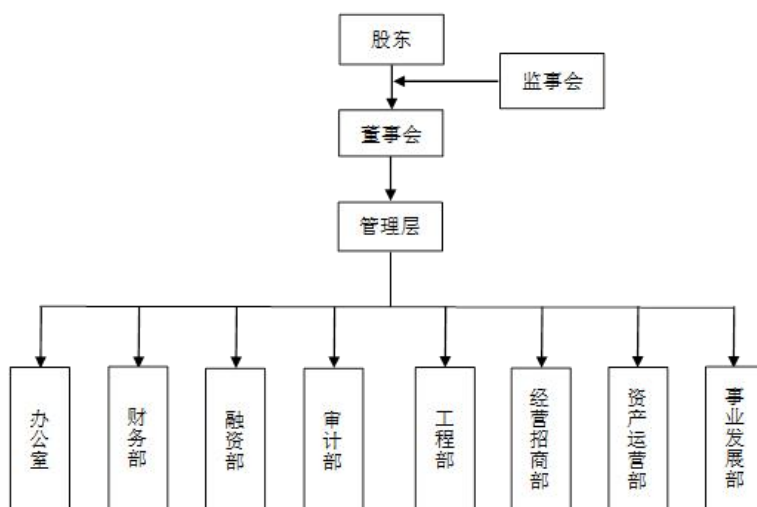 股东
监事会
董事会
管理层
办公室
财务部
融资部
审计部
工程部
经营招商部
资产运营部
事业发展部